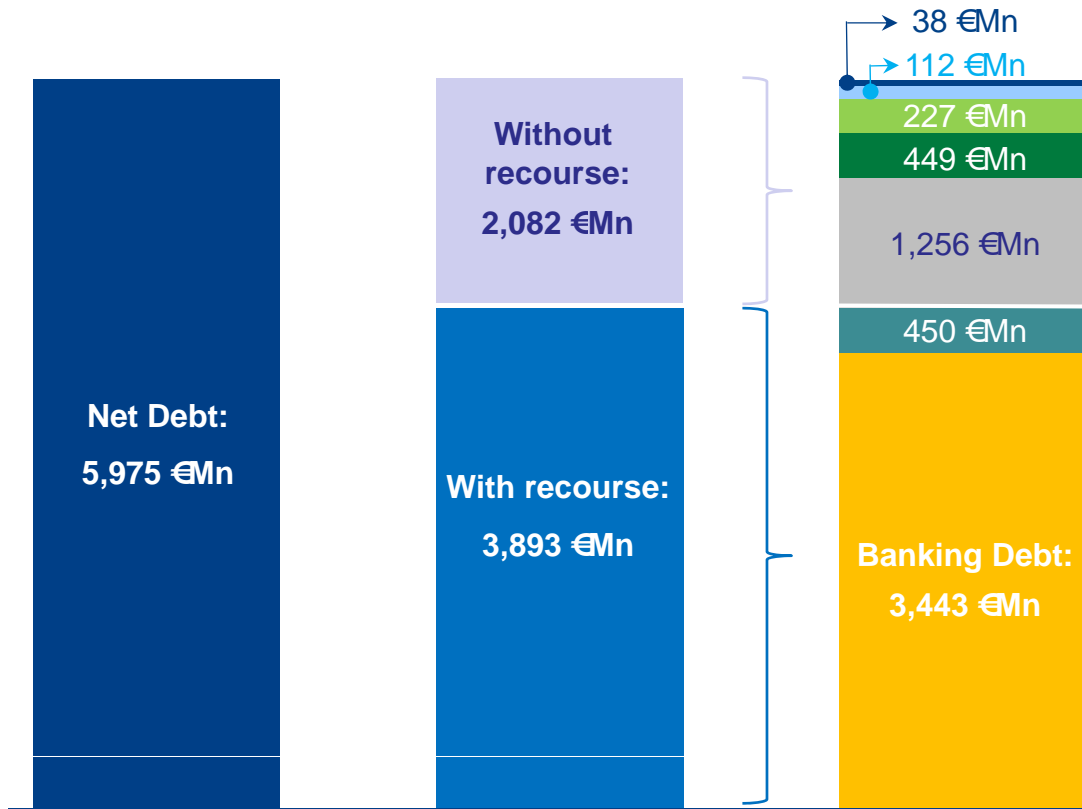 Net Debt:
5,975 €Mn
Without
recourse:
2,082 €Mn
With recourse:
3,893 €Mn
38 €Mn
112 €Mn
227 €Mn
449 €Mn
1,256 €Mn
450 €Mn
Banking Debt:
3,443 €Mn